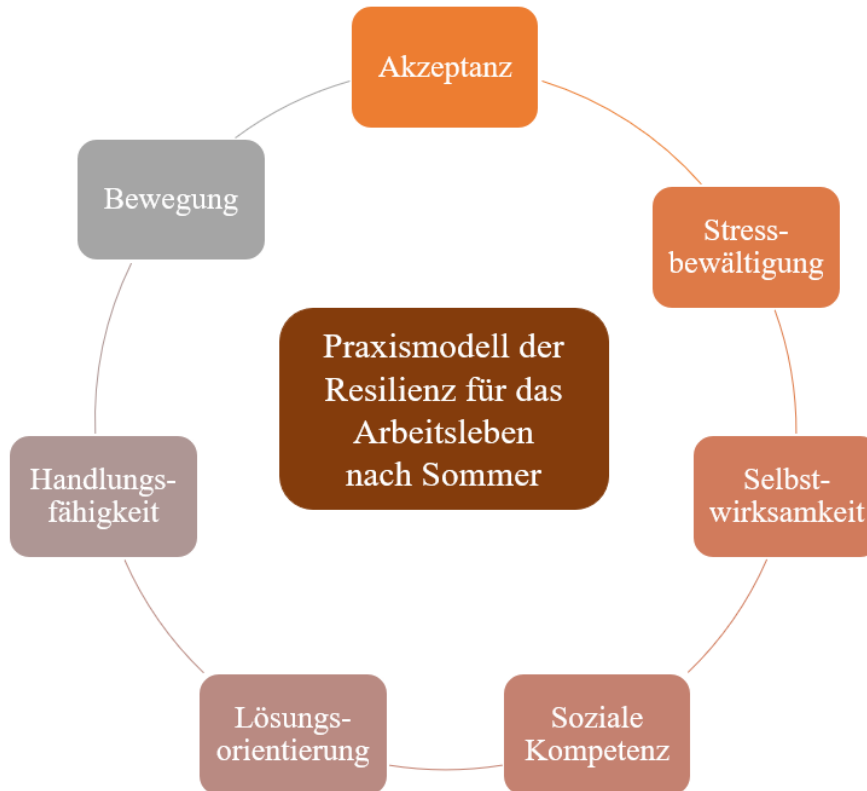 Akzeptanz
Stress-
bewältigung
Selbst-
wirksamkeit
Soziale
Kompetenz
Lösungs-
orientierung
Handlungs-
fähigkeit
Bewegung
Praxismodell der
Resilienz für das
Arbeitsleben
nach Sommer